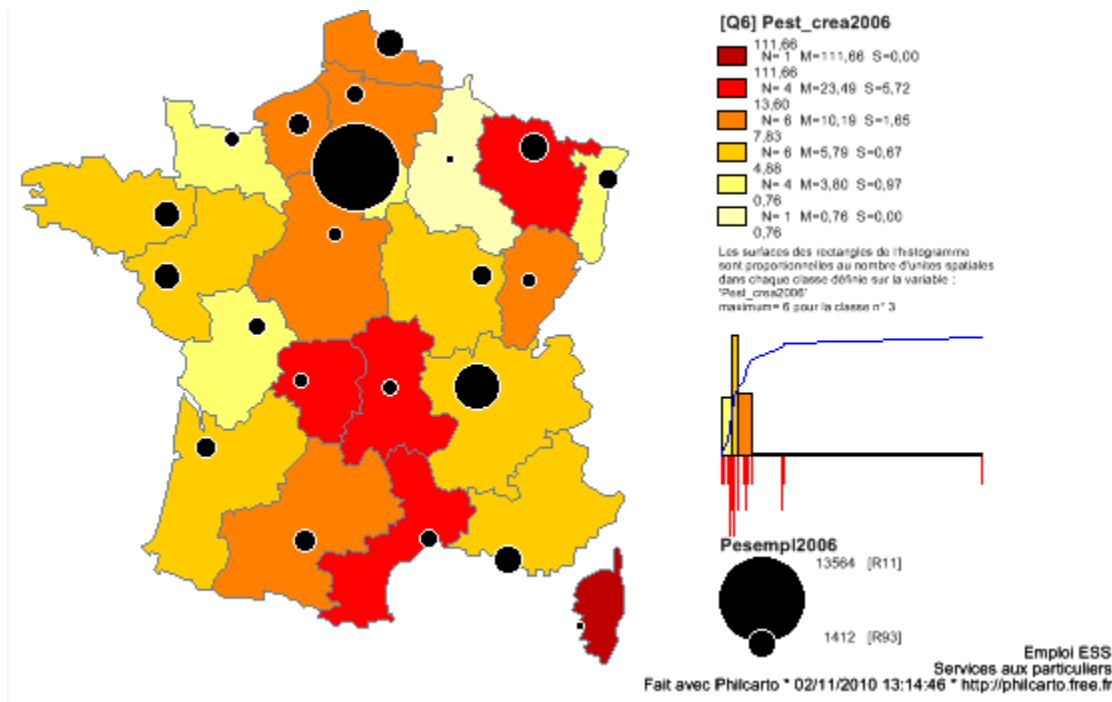 [Q6] Pest_crea2006
111,66
N= 1 M=111,66 S=0,00
111,66
N= 4 M=23,49 S=5,72
13,60
N= 6 M=10,19 S=1,65
7,83
N= 6 M=5,79 S=0,67
4,88
N= 4 M=3,80 S=0,97
0,76
N= 1 M=0,76 S=0,00
0,76
Les surfaces des rectangles de l'histogramme
sont proportionnelles au nombre d'unites spatiales
dans chaque classe définie sur la variable :
'Pest_crea2006'
maximum= 6 pour la classe n° 3
Pesempl2006
13564 [R11]
1412 [R93]
Emploi ESS
Services aux particuliers
Fait avec Philcarto * 02/11/2010 13:14:46 * http://philcarto.free.fr